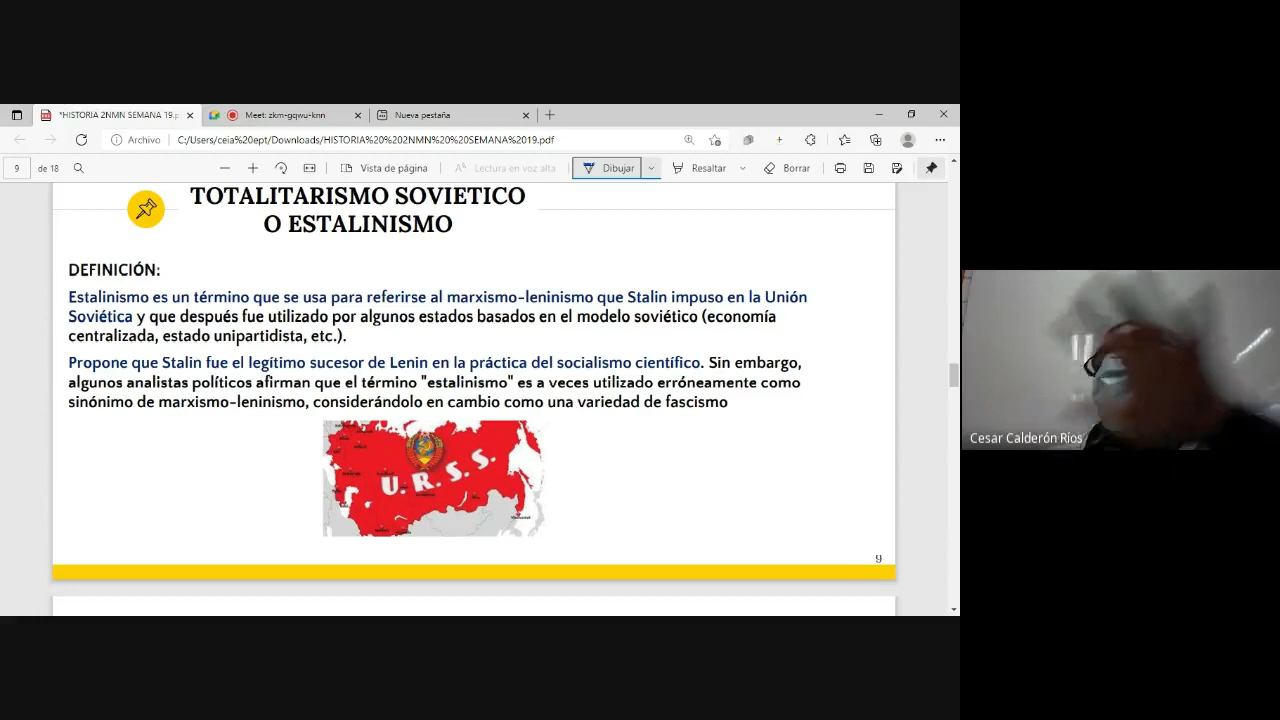 *HISTORIA 2NMN SEMANA 19.p
Meet: zkm-gqwu-knn
Nueva pestaña
Archivo
C:/Users/ceia%20ept/Downloads/HISTORIA%20%202NMN%20%20SEMANA%2019.pdf
9
de 18
Vista de página
Lectura en voz alta
Dibujar
Resaltar
Borrar
TOTALITARISMO SOVIETICO
O ESTALINISMO
DEFINICIÓN:
Estalinismo es un término que se usa para referirse al marxismo-leninismo que Stalin impuso en la Unión
Soviética y que después fue utilizado por algunos estados basados en el modelo soviético (economía
centralizada, estado unipartidista, etc.).
Propone que Stalin fue el legítimo sucesor de Lenin en la práctica del socialismo científico. Sin embargo,
algunos analistas políticos afirman que el término "estalinismo" es a veces utilizado erróneamente como
sinónimo de marxismo-leninismo, considerándolo en cambio como una variedad de fascismo
U.R.S.S.
9
Cesar Calderón Ríos